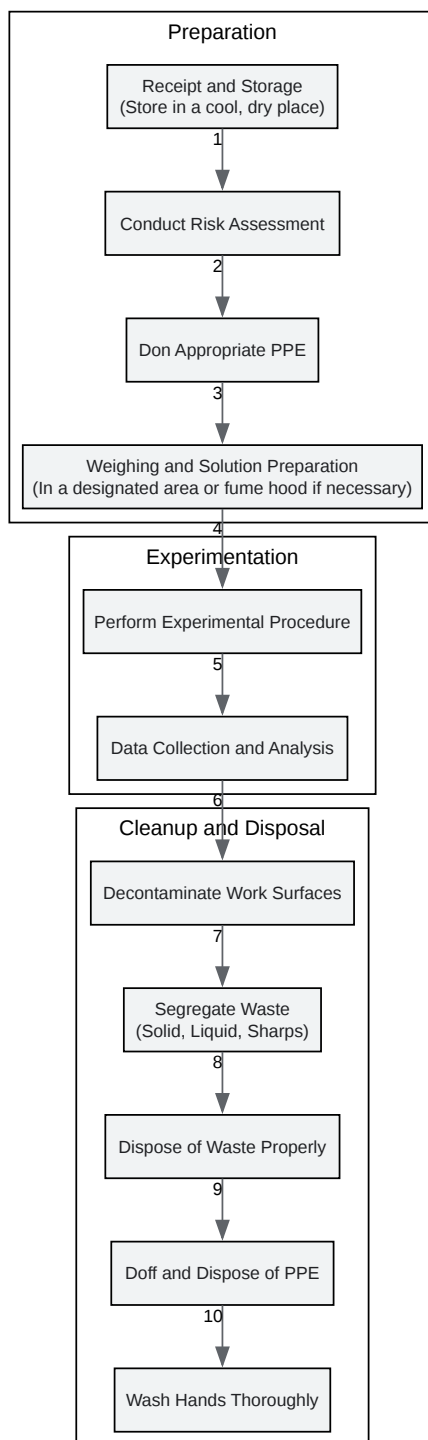 Preparation
Receipt and Storage
(Store in a cool, dry place)
1
Conduct Risk Assessment
2
Don Appropriate PPE
3
Weighing and Solution Preparation
(In a designated area or fume hood if necessary)
4
Experimentation
Perform Experimental Procedure
5
Data Collection and Analysis
6
Cleanup and Disposal
Decontaminate Work Surfaces
7
Segregate Waste
(Solid, Liquid, Sharps)
8
Dispose of Waste Properly
9
Doff and Dispose of PPE
10
Wash Hands Thoroughly